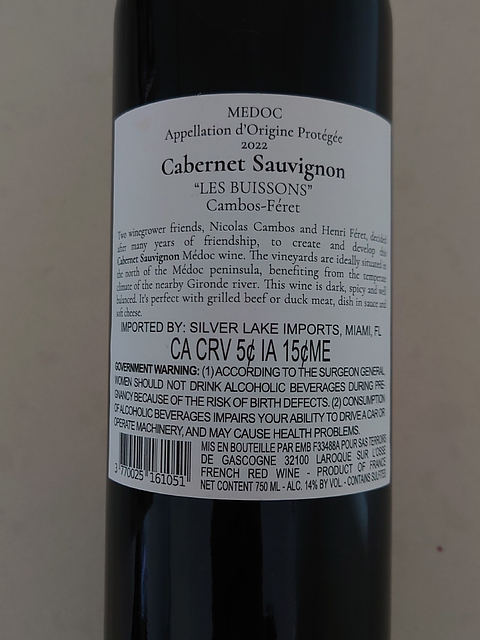 MEDOC
Appellation d'Origine Protégée
2022
Cabernet Sauvignon
"LES BUISSONS"
Cambos-Féret
Two winegrower friends, Nicolas Cambos and Henri Féret, decided
after many years of friendship, to create and develop this
Cabernet Sauvignon Médoc wine. The vineyards are ideally situated in
the north of the Médoc peninsula, benefiting from the temperate
climate of the nearby Gironde river. This wine is dark, spicy and well
balanced. It's perfect with grilled beef or duck meat, dish in sauce and
soft cheese.
IMPORTED BY: SILVER LAKE IMPORTS, MIAMI, FL
CA CRV 5¢ IA 15¢ME
GOVERNMENT WARNING: (1) ACCORDING TO THE SURGEON GENERAL,
WOMEN SHOULD NOT DRINK ALCOHOLIC BEVERAGES DURING PRE-
GNANCY BECAUSE OF THE RISK OF BIRTH DEFECTS. (2) CONSUMPTION
OF ALCOHOLIC BEVERAGES IMPAIRS YOUR ABILITY TO DRIVE A CAR OR
OPERATE MACHINERY, AND MAY CAUSE HEALTH PROBLEMS.
MIS EN BOUTEILLE PAR EMB F33488A POUR SAS TERROIRS
DE GASCOGNE 32100 LAROQUE SUR L'OSSE
FRENCH RED WINE - PRODUCT OF FRANCE
NET CONTENT 750 ML - ALC. 14% BY VOL. - CONTAINS SULFITES
3 770025 161051